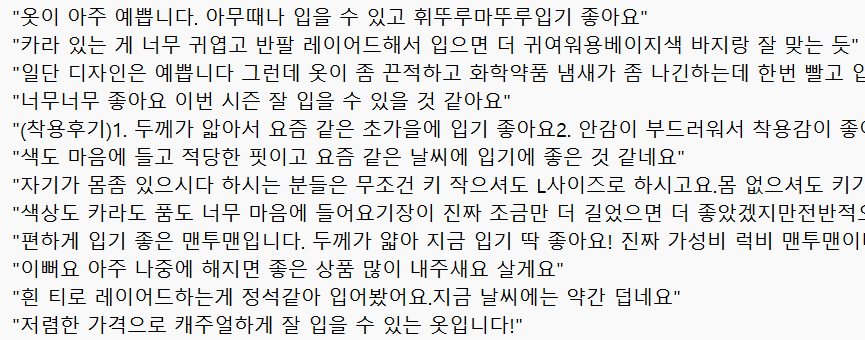 "옷이 아주 예쁩니다. 아무때나 입을 수 있고 휘뚜루마뚜루입기 좋아요"
"카라 있는 게 너무 귀엽고 반팔 레이어드해서 입으면 더 귀여워용베이지색 바지랑 잘 맞는 듯"
"일단 디자인은 예쁩니다 그런데 옷이 좀 끈적하고 화학약품 냄새가 좀 나긴하는데 한번 빨고 입
"너무너무 좋아요 이번 시즌 잘 입을 수 있을 것 같아요"
"(착용후기)1. 두께가 얇아서 요즘 같은 초가을에 입기 좋아요2. 안감이 부드러워서 착용감이 좋아
"색도 마음에 들고 적당한 핏이고 요즘 같은 날씨에 입기에 좋은 것 같네요"
"자기가 몸좀 있으시다 하시는 분들은 무조건 키 작으셔도 L사이즈로 하시고요.몸 없으셔도 키가
"색상도 카라도 품도 너무 마음에 들어요기장이 진짜 조금만 더 길었으면 더 좋았겠지만전반적으
"편하게 입기 좋은 맨투맨입니다. 두께가 얇아 지금 입기 딱 좋아요! 진짜 가성비 럭비 맨투맨이
"이뻐요 아주 나중에 해지면 좋은 상품 많이 내주새요 살게요"
"흰 티로 레이어드하는게 정석같아 입어봤어요.지금 날씨에는 약간 덥네요"
"저렴한 가격으로 캐주얼하게 잘 입을 수 있는 옷입니다!"